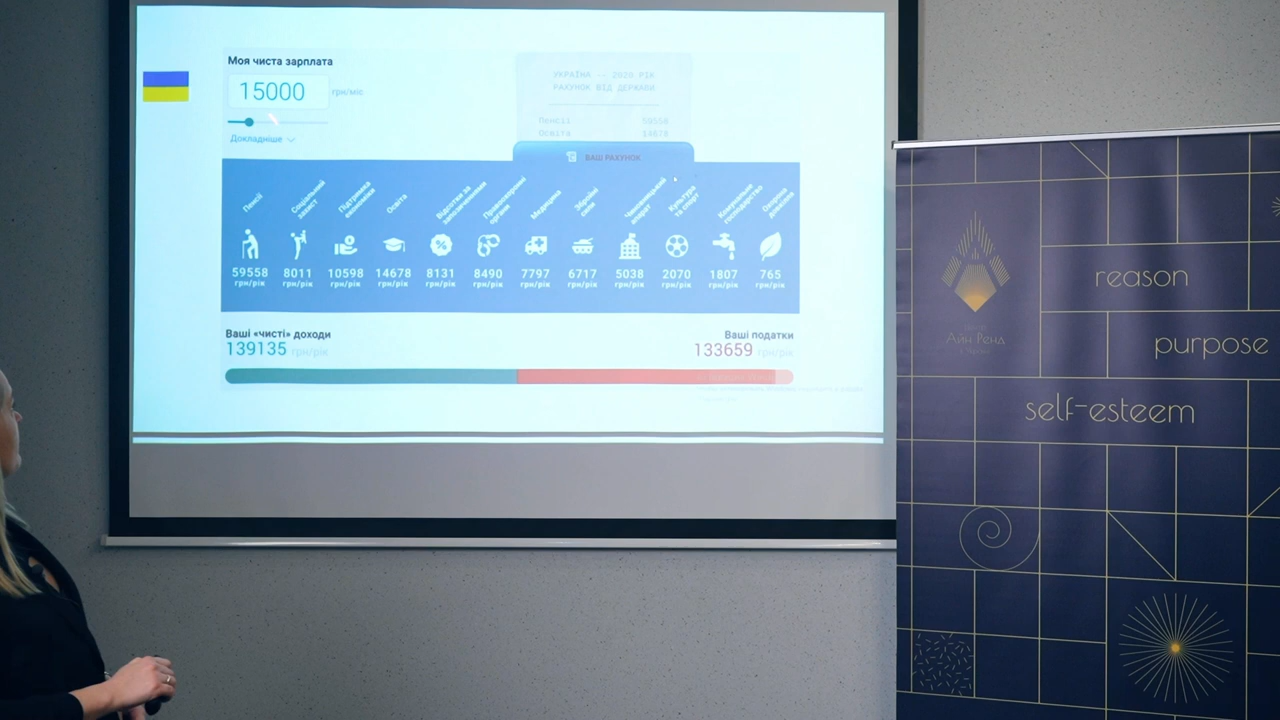 Моя чиста зарплата
15000 грн/міс
Докладніше
УКРАЇНА -- 2020 РІК
РАХУНОК ВІД ДЕРЖАВИ
Пенсії 59558
Освіта 14678
ВАШ РАХУНОК
Пенсії
Соціальний захист
Підтримка економіки
Освіта
Відсотки за запозиченнями
Правоохоронні органи
Медицина
Збройні сили
Чиновницький апарат
Культура та спорт
Комунальне господарство
Охорона довкілля
59558 8011 10598 14678 8131 8490 7797 6717 5038 2070 1807 765
грн/рік грн/рік грн/рік грн/рік грн/рік грн/рік грн/рік грн/рік грн/рік грн/рік грн/рік грн/рік
Ваші «чисті» доходи
139135 грн/рік
Ваші податки
133659 грн/рік
Айн Ренд
reason
purpose
self-esteem